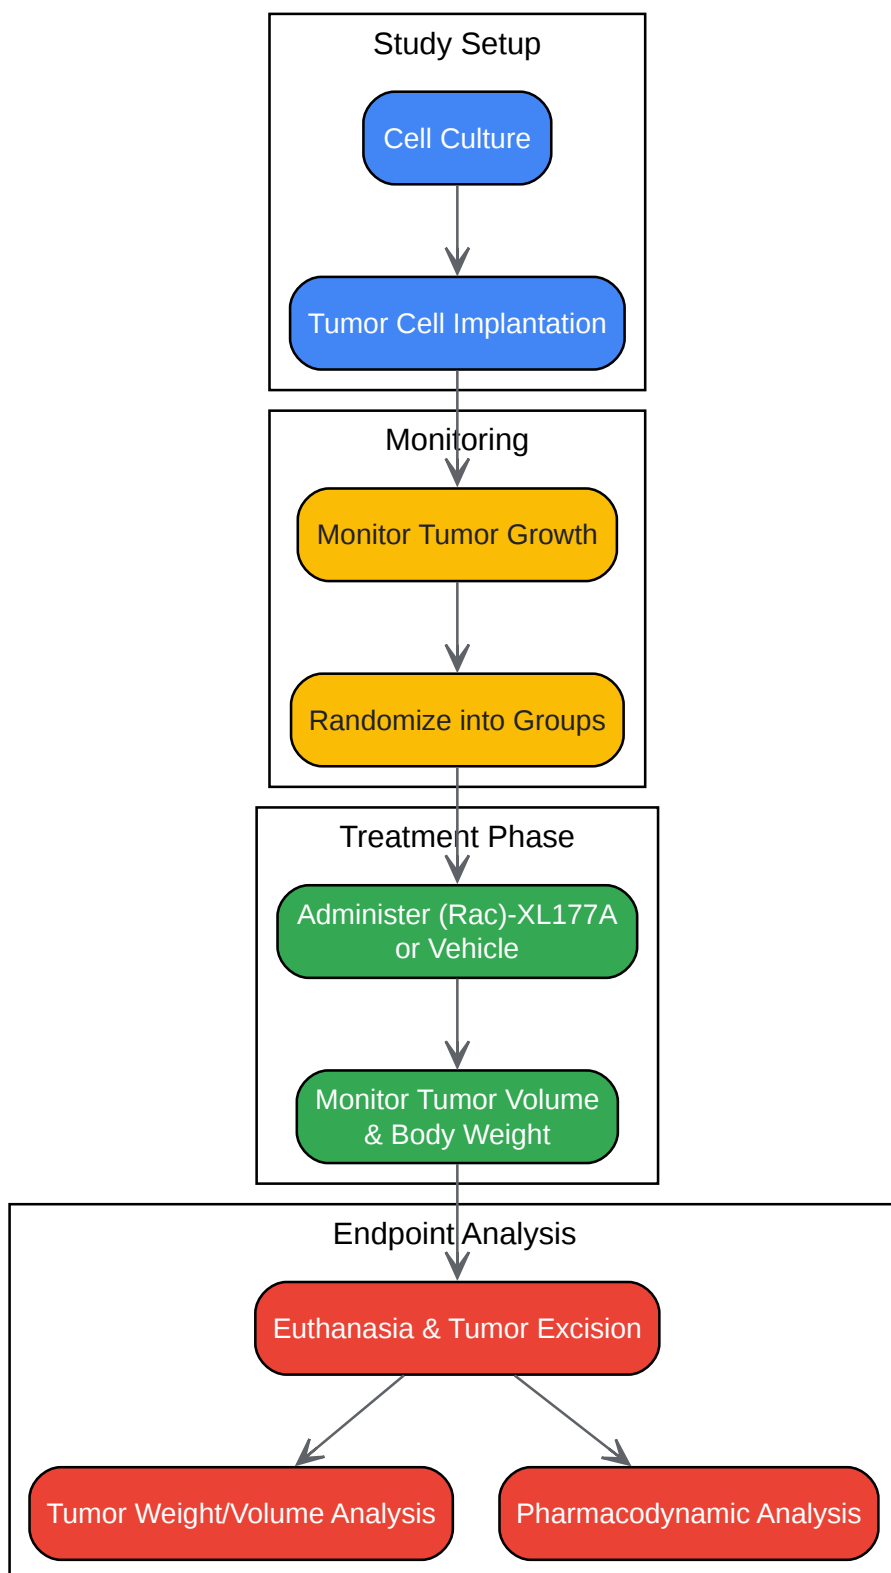 Study Setup
Cell Culture
Tumor Cell Implantation
Monitoring
Monitor Tumor Growth
Randomize into Groups
Treatment Phase
Administer (Rac)-XL177A
or Vehicle
Monitor Tumor Volume
& Body Weight
Endpoint Analysis
Euthanasia & Tumor Excision
Tumor Weight/Volume Analysis
Pharmacodynamic Analysis